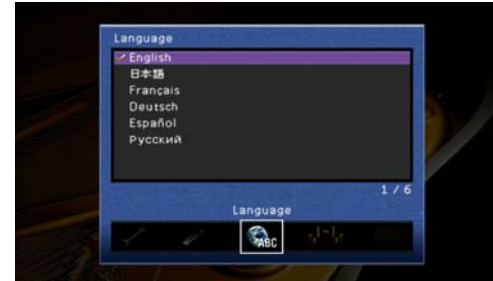 Language
English
日本語
Français
Deutsch
Español
Русский
1 / 6
Language
ABC